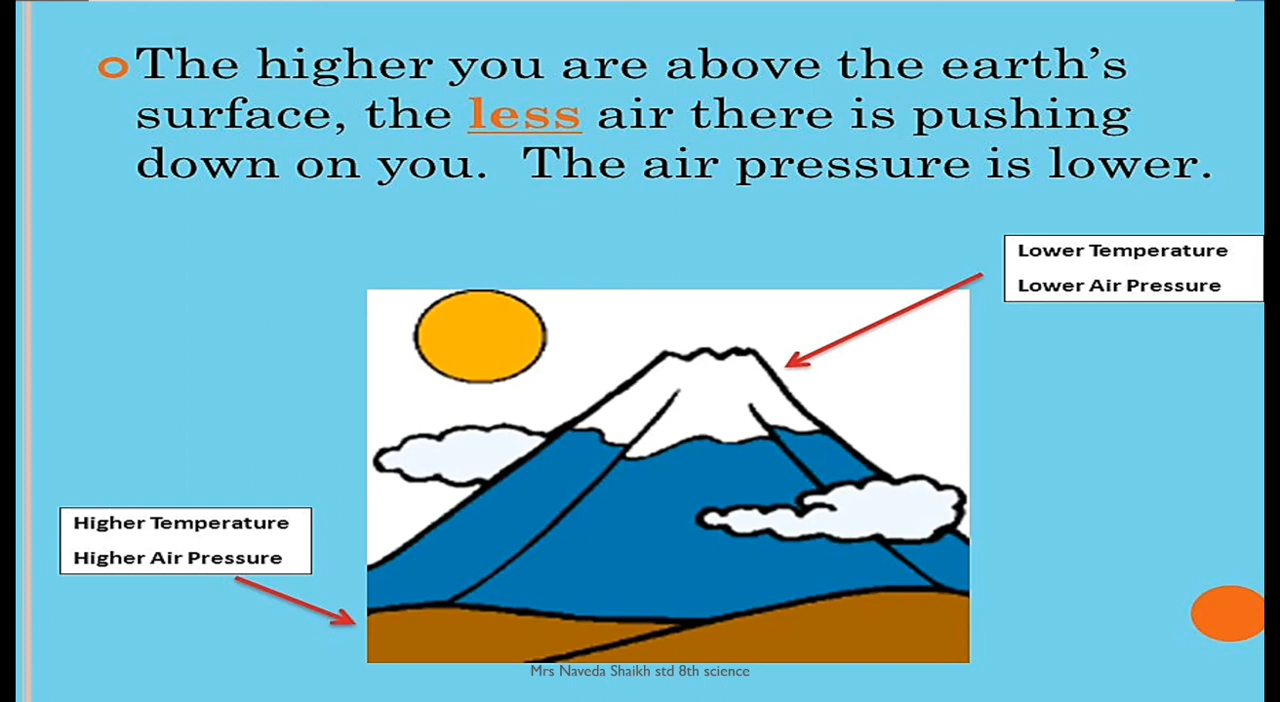 The higher you are above the earth’s
surface, the less air there is pushing
down on you. The air pressure is lower.
Lower Temperature
Lower Air Pressure
Higher Temperature
Higher Air Pressure
Mrs Naveda Shaikh std 8th science